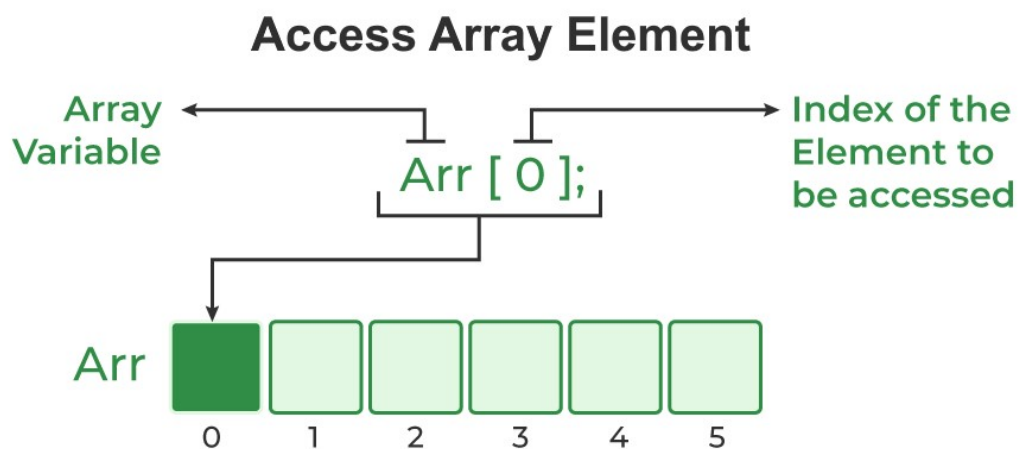 Access Array Element
Array
Variable
Index of the
Element to
be accessed
Arr [ 0 ];
Arr
0 1 2 3 4 5